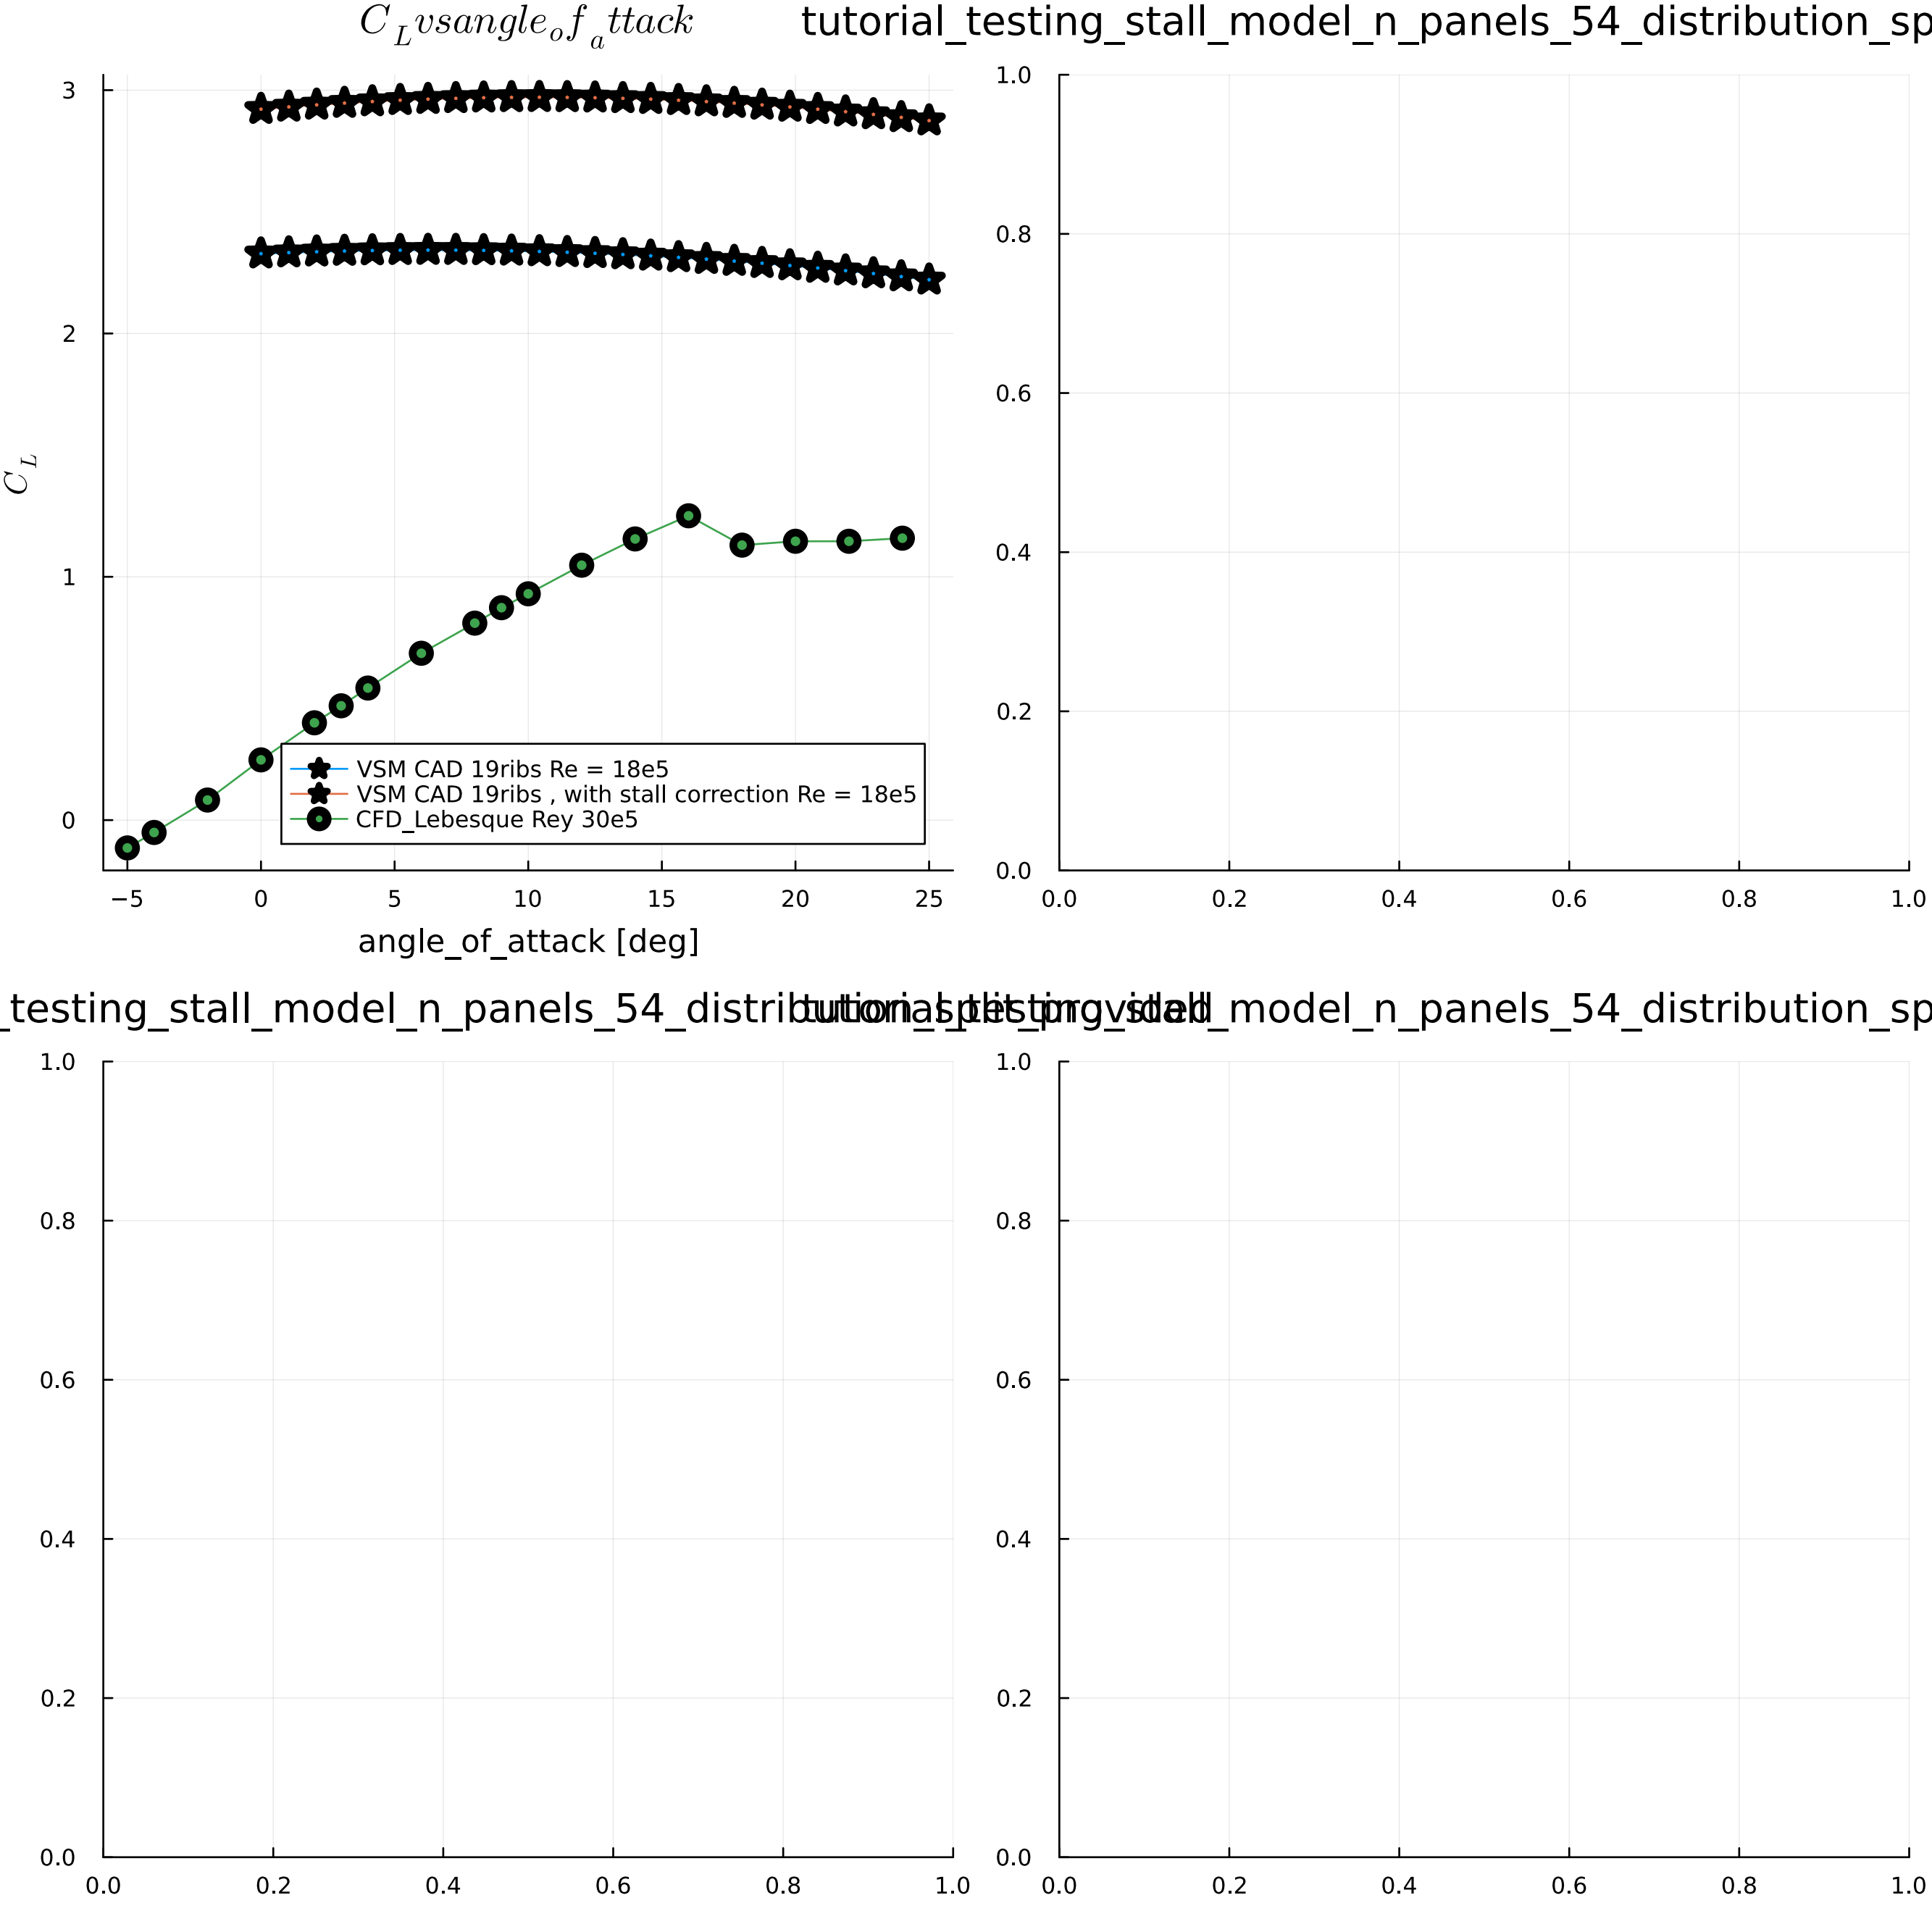 C_L vsangle_of_attack
tutorial_testing_stall_model_n_panels_54_distribution_sp
3
2
1
0
C_L
−5 0 5 10 15 20 25
angle_of_attack [deg]
VSM CAD 19ribs Re = 18e5
VSM CAD 19ribs , with stall correction Re = 18e5
CFD_Lebesque Rey 30e5
1.0
0.8
0.6
0.4
0.2
0.0
0.0 0.2 0.4 0.6 0.8 1.0
_testing_stall_model_n_panels_54_distribution_split_provided
1.0
0.8
0.6
0.4
0.2
0.0
0.0 0.2 0.4 0.6 0.8 1.0
tutorial_testing_stall_model_n_panels_54_distribution_sp
1.0
0.8
0.6
0.4
0.2
0.0
0.0 0.2 0.4 0.6 0.8 1.0